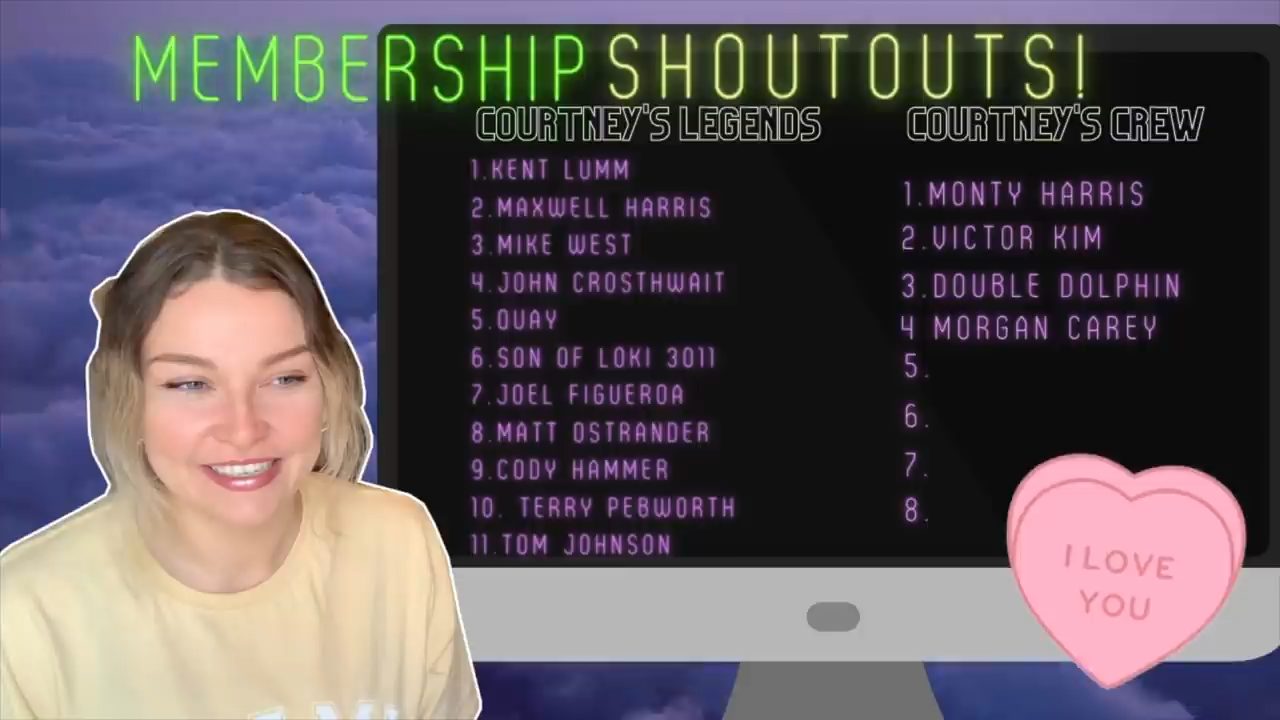 MEMBERSHIP SHOUTOUTS!
COURTNEY'S LEGENDS
1.KENT LUMM
2.MAXWELL HARRIS
3.MIKE WEST
4.JOHN CROSTHWAIT
5.QUAY
6.SON OF LOKI 3011
7.JOEL FIGUEROA
8.MATT OSTRANDER
9.CODY HAMMER
10. TERRY PEBWORTH
11.TOM JOHNSON
COURTNEY'S CREW
1.MONTY HARRIS
2.VICTOR KIM
3.DOUBLE DOLPHIN
4 MORGAN CAREY
5.
6.
7.
8.
I LOVE
YOU